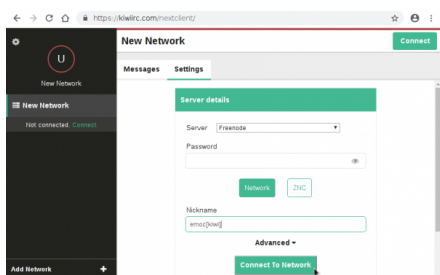 https://kiwiirc.com/nextclient/
New Network
Connect
U
New Network
Messages Settings
New Network
Not connected. Connect
Server details
Server Freenode
Password
Network ZNC
Nickname
emoc[kiwi]
Advanced
Connect To Network
Add Network +